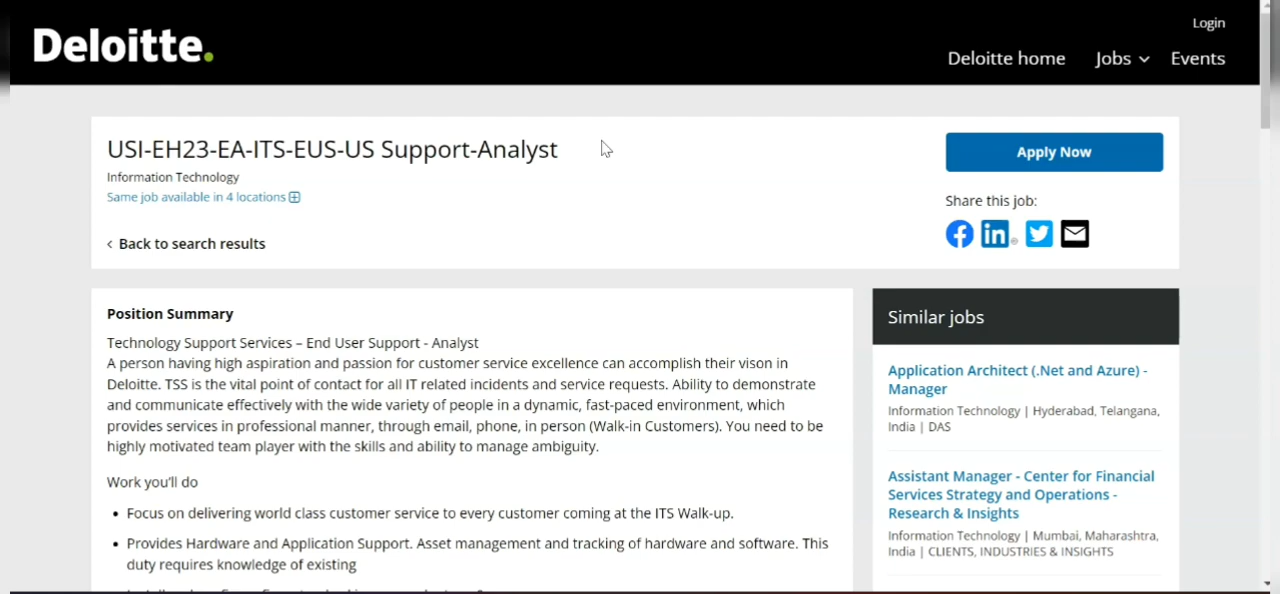 Login
Deloitte.
Deloitte home
Jobs
Events
USI-EH23-EA-ITS-EUS-US Support-Analyst
Information Technology
Same job available in 4 locations
Back to search results
Apply Now
Share this job:
Position Summary
Technology Support Services – End User Support - Analyst
A person having high aspiration and passion for customer service excellence can accomplish their vison in
Deloitte. TSS is the vital point of contact for all IT related incidents and service requests. Ability to demonstrate
and communicate effectively with the wide variety of people in a dynamic, fast-paced environment, which
provides services in professional manner, through email, phone, in person (Walk-in Customers). You need to be
highly motivated team player with the skills and ability to manage ambiguity.
Work you'll do
• Focus on delivering world class customer service to every customer coming at the ITS Walk-up.
• Provides Hardware and Application Support. Asset management and tracking of hardware and software. This
duty requires knowledge of existing
Similar jobs
Application Architect (.Net and Azure) -
Manager
Information Technology | Hyderabad, Telangana,
India | DAS
Assistant Manager - Center for Financial
Services Strategy and Operations -
Research & Insights
Information Technology | Mumbai, Maharashtra,
India | CLIENTS, INDUSTRIES & INSIGHTS